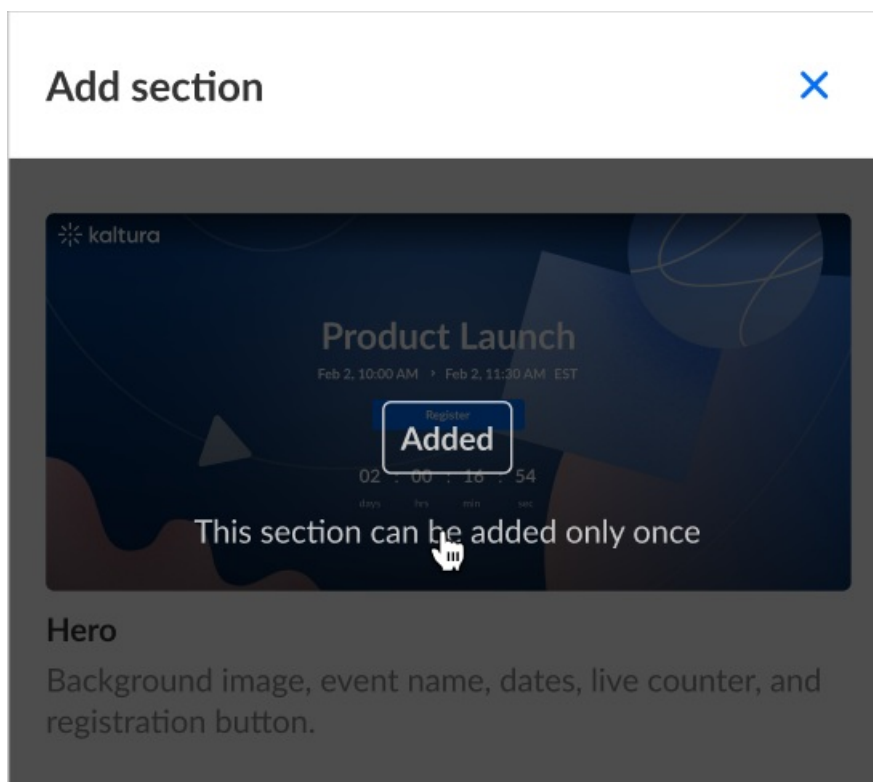 Add section
kaltura
Product Launch
Feb 2, 10:00 AM Feb 2, 11:30 AM EST
Register
Added
02 : 00 : 16 : 54
days hrs min sec
This section can be added only once
Hero
Background image, event name, dates, live counter, and
registration button.